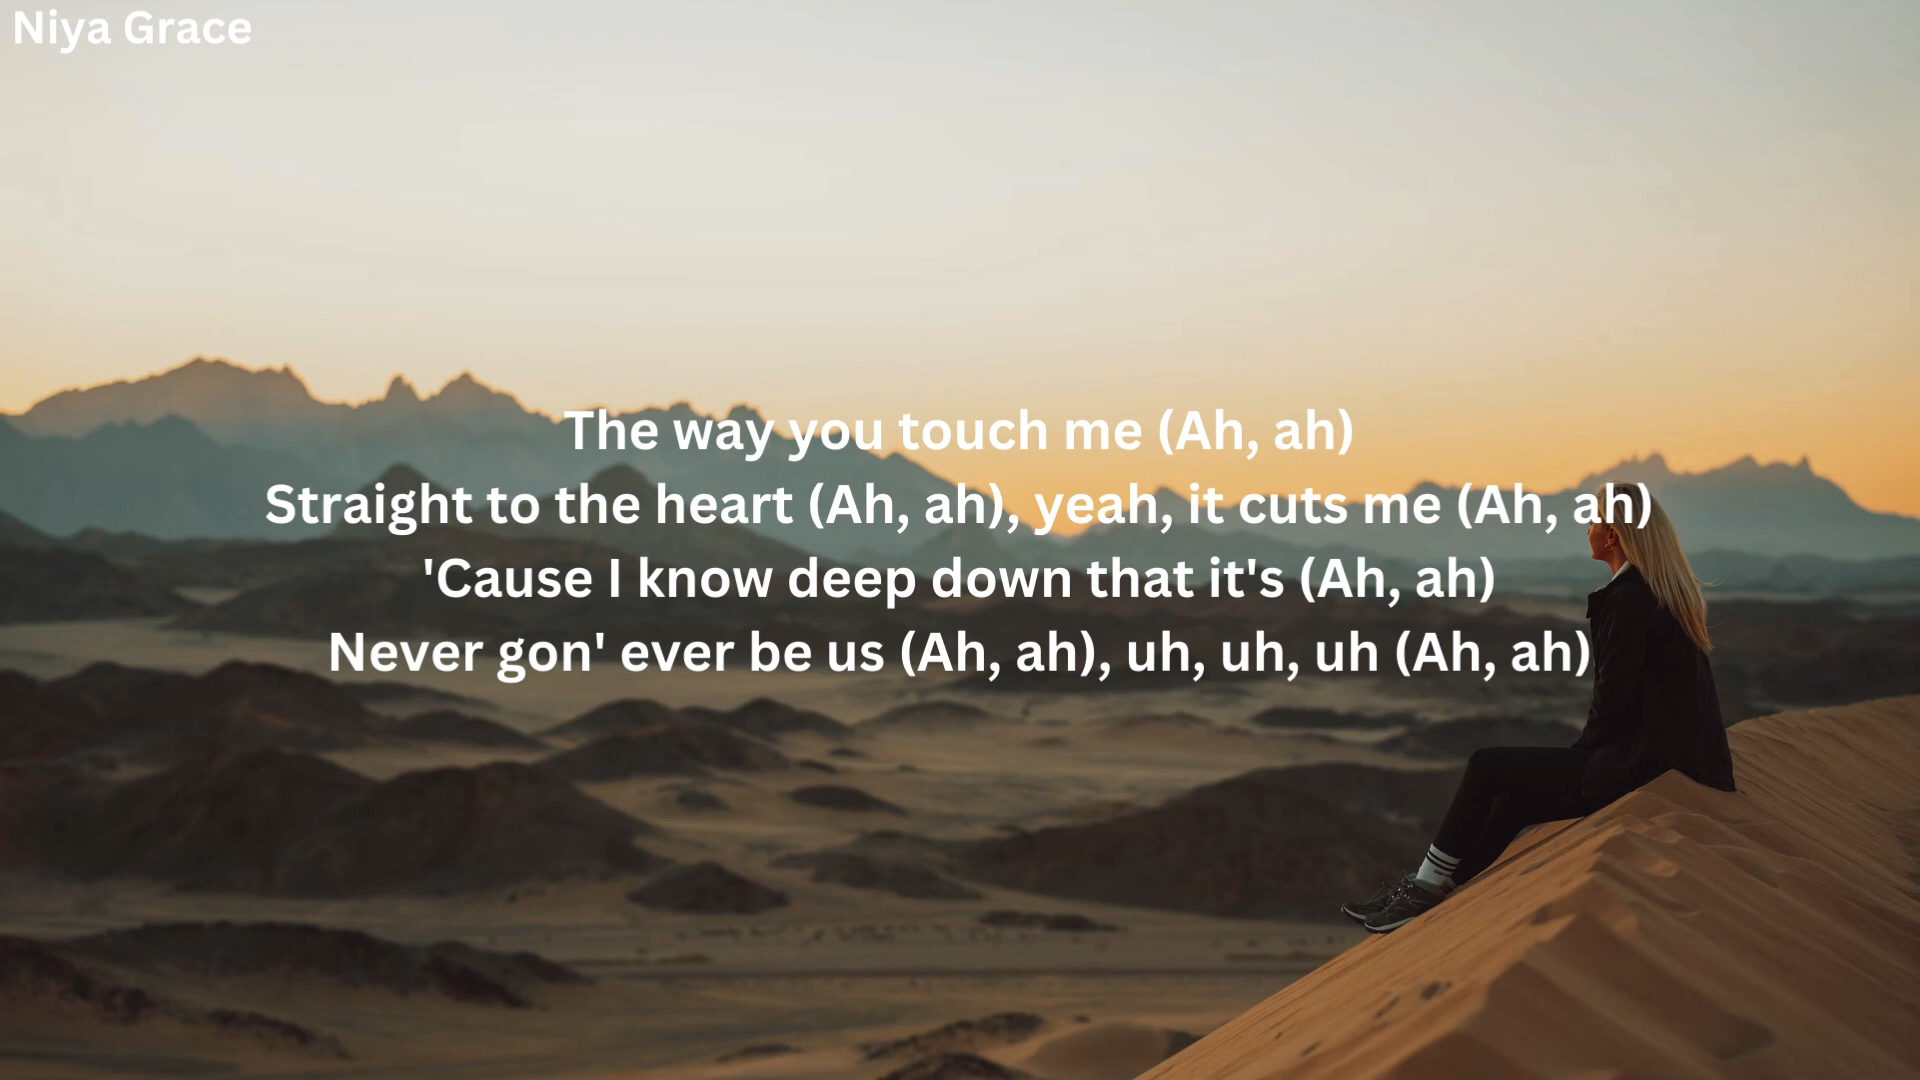 Niya Grace
The way you touch me (Ah, ah)
Straight to the heart (Ah, ah), yeah, it cuts me (Ah, ah)
'Cause I know deep down that it's (Ah, ah)
Never gon' ever be us (Ah, ah), uh, uh, uh (Ah, ah)